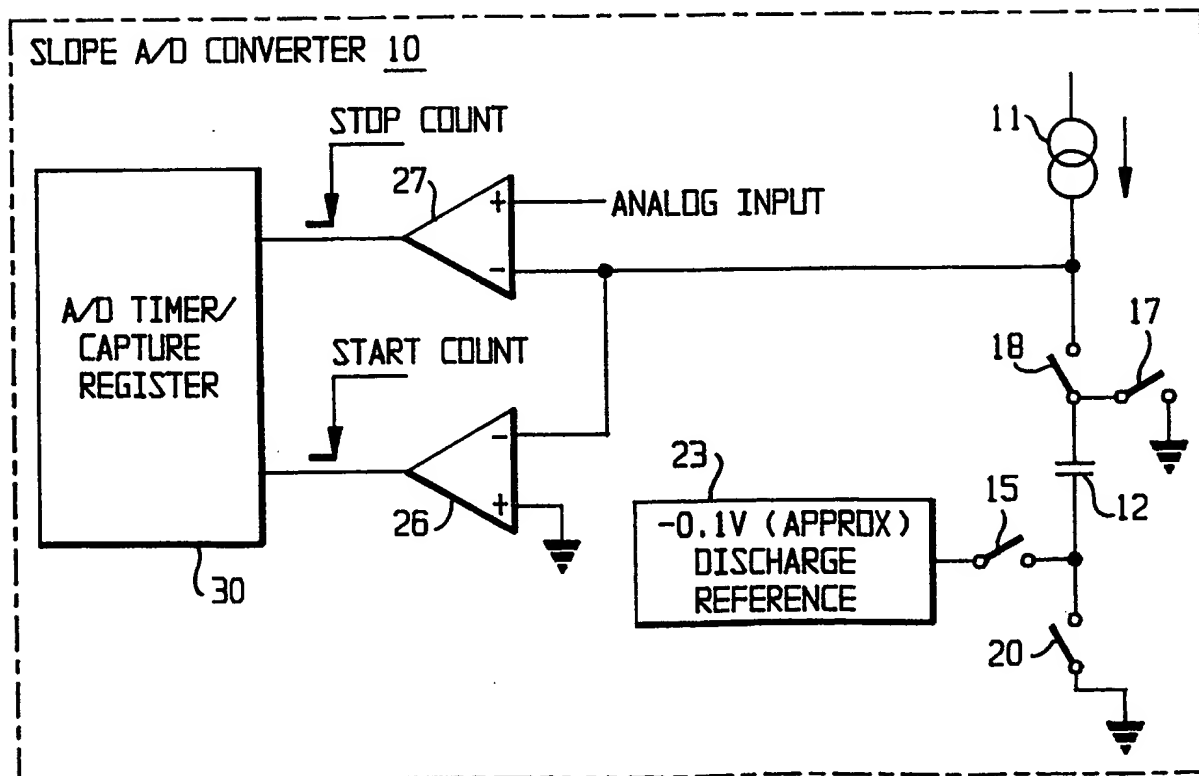 SLOPE A/D CONVERTER 10
STOP COUNT
11
27
+
ANALOG INPUT
-
A/D TIMER/
CAPTURE
REGISTER
START COUNT
17
18
-
+
26
23
15
12
-0.1V (APPROX)
DISCHARGE
REFERENCE
30
20